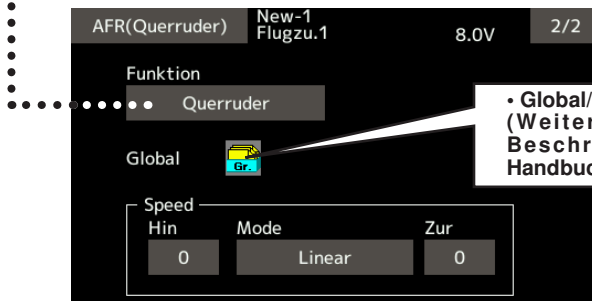 AFR(Querruder) New-1 Flugzu.1 8.0V 2/2
Funktion
Querruder
• Global/
(Weiter
Beschr
Handbuc
Global Gr.
Speed
Hin Mode Zur
0 Linear 0